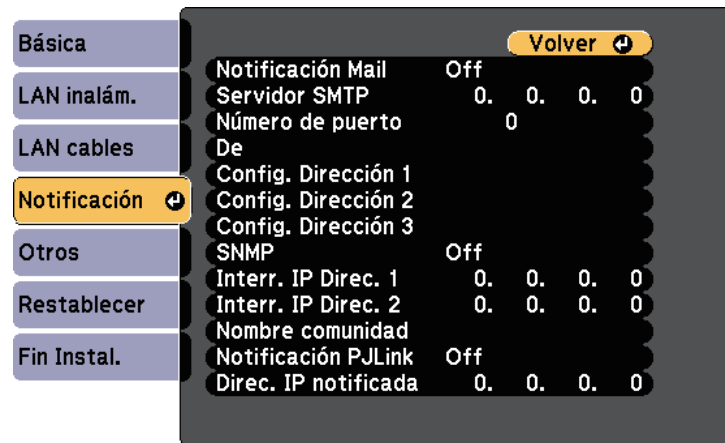 Básica
LAN inalám.
LAN cables
Notificación
Otros
Restablecer
Fin Instal.
Volver
Notificación Mail Off
Servidor SMTP 0. 0. 0. 0
Número de puerto 0
De
Config. Dirección 1
Config. Dirección 2
Config. Dirección 3
SNMP Off
Interr. IP Direc. 1 0. 0. 0. 0
Interr. IP Direc. 2 0. 0. 0. 0
Nombre comunidad
Notificación PJLink Off
Direc. IP notificada 0. 0. 0. 0